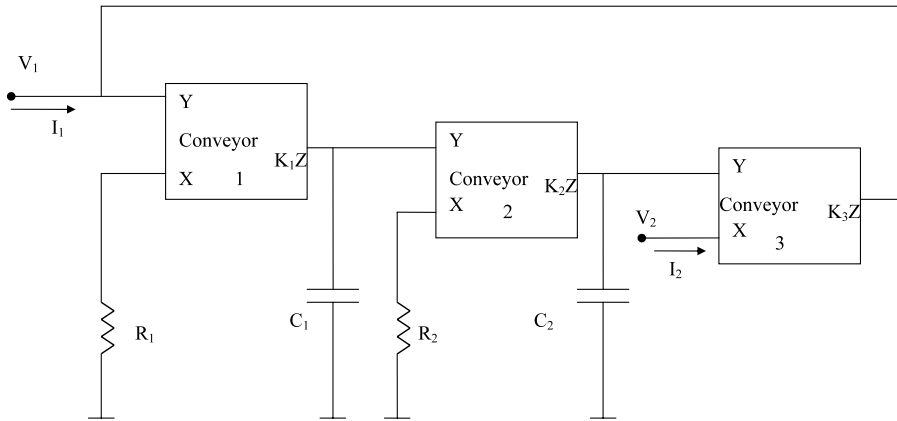 V₁
I₁
Y
Conveyor
K₁Z
X
1
R₁
C₁
Y
Conveyor
K₂Z
X
2
R₂
C₂
Y
Conveyor
K₃Z
X
3
V₂
I₂